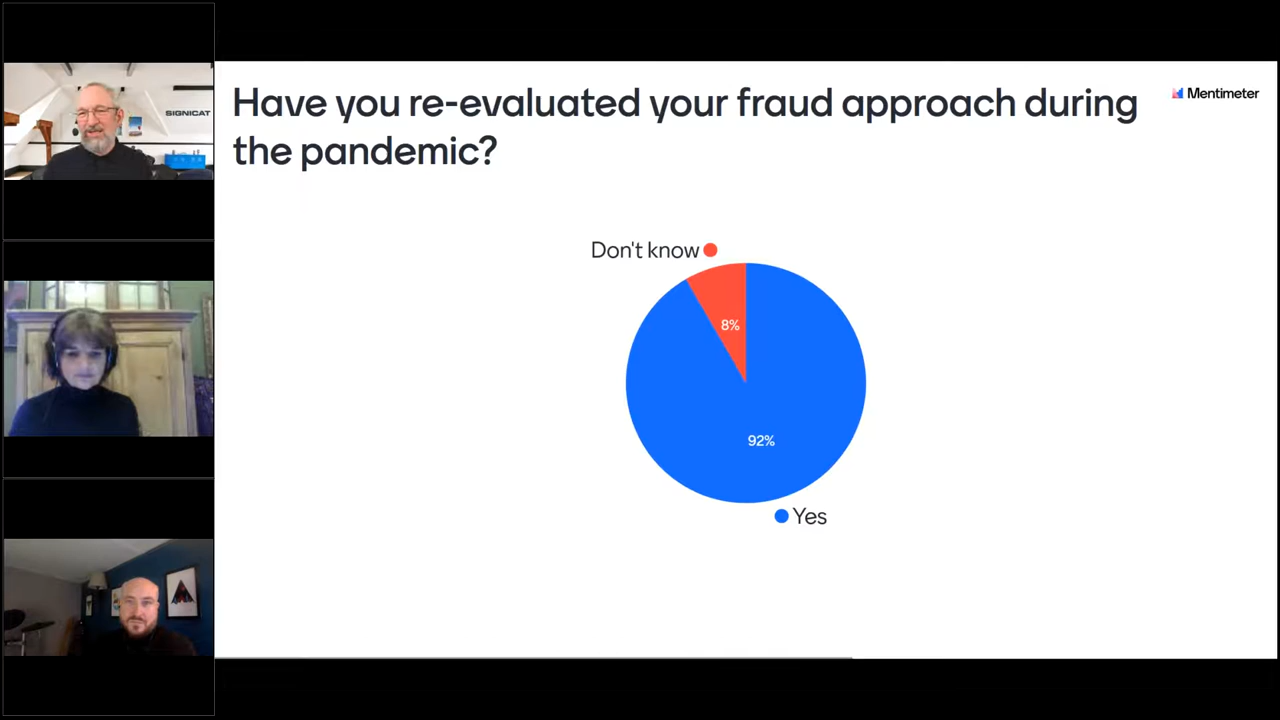 SIGNICAT
Have you re-evaluated your fraud approach during
the pandemic?
Mentimeter
Don't know
8%
92%
Yes